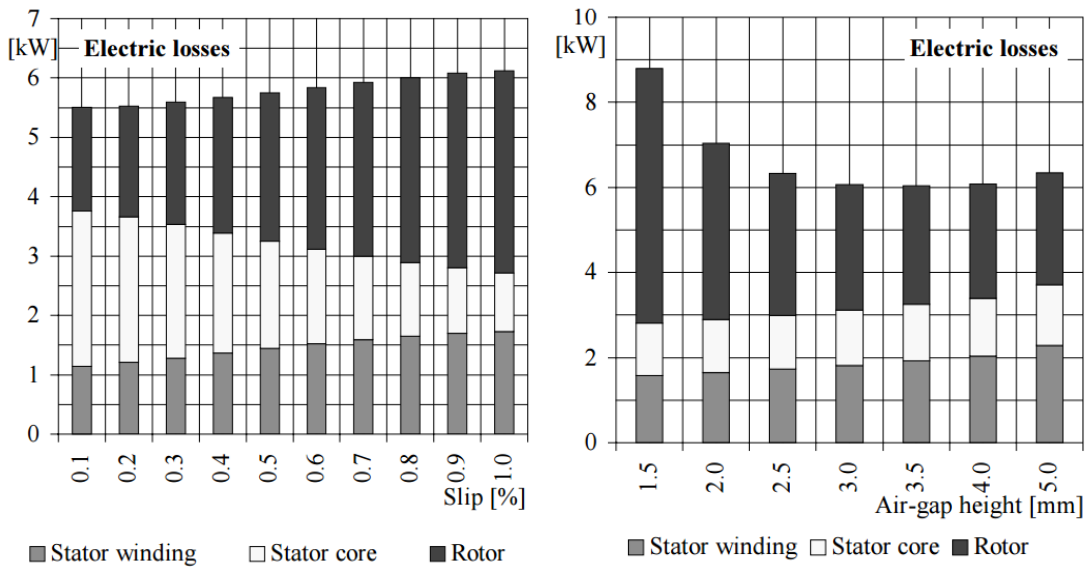 7
[kW]
Electric losses
6
5
4
3
2
1
0
0.1
0.2
0.3
0.4
0.5
0.6
0.7
0.8
0.9
1.0
Slip [%]
Stator winding
Stator core
Rotor
10
[kW]
Electric losses
8
6
4
2
0
1.5
2.0
2.5
3.0
3.5
4.0
5.0
Air-gap height [mm]
Stator winding
Stator core
Rotor